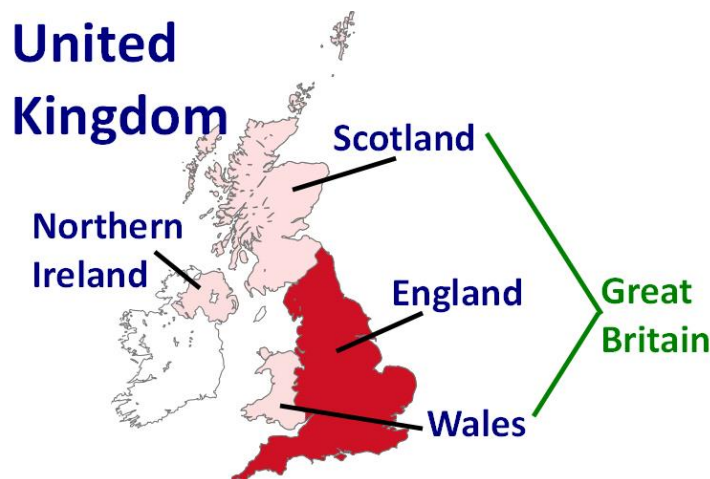 United
Kingdom
Scotland
Northern
Ireland
England
Great
Britain
Wales